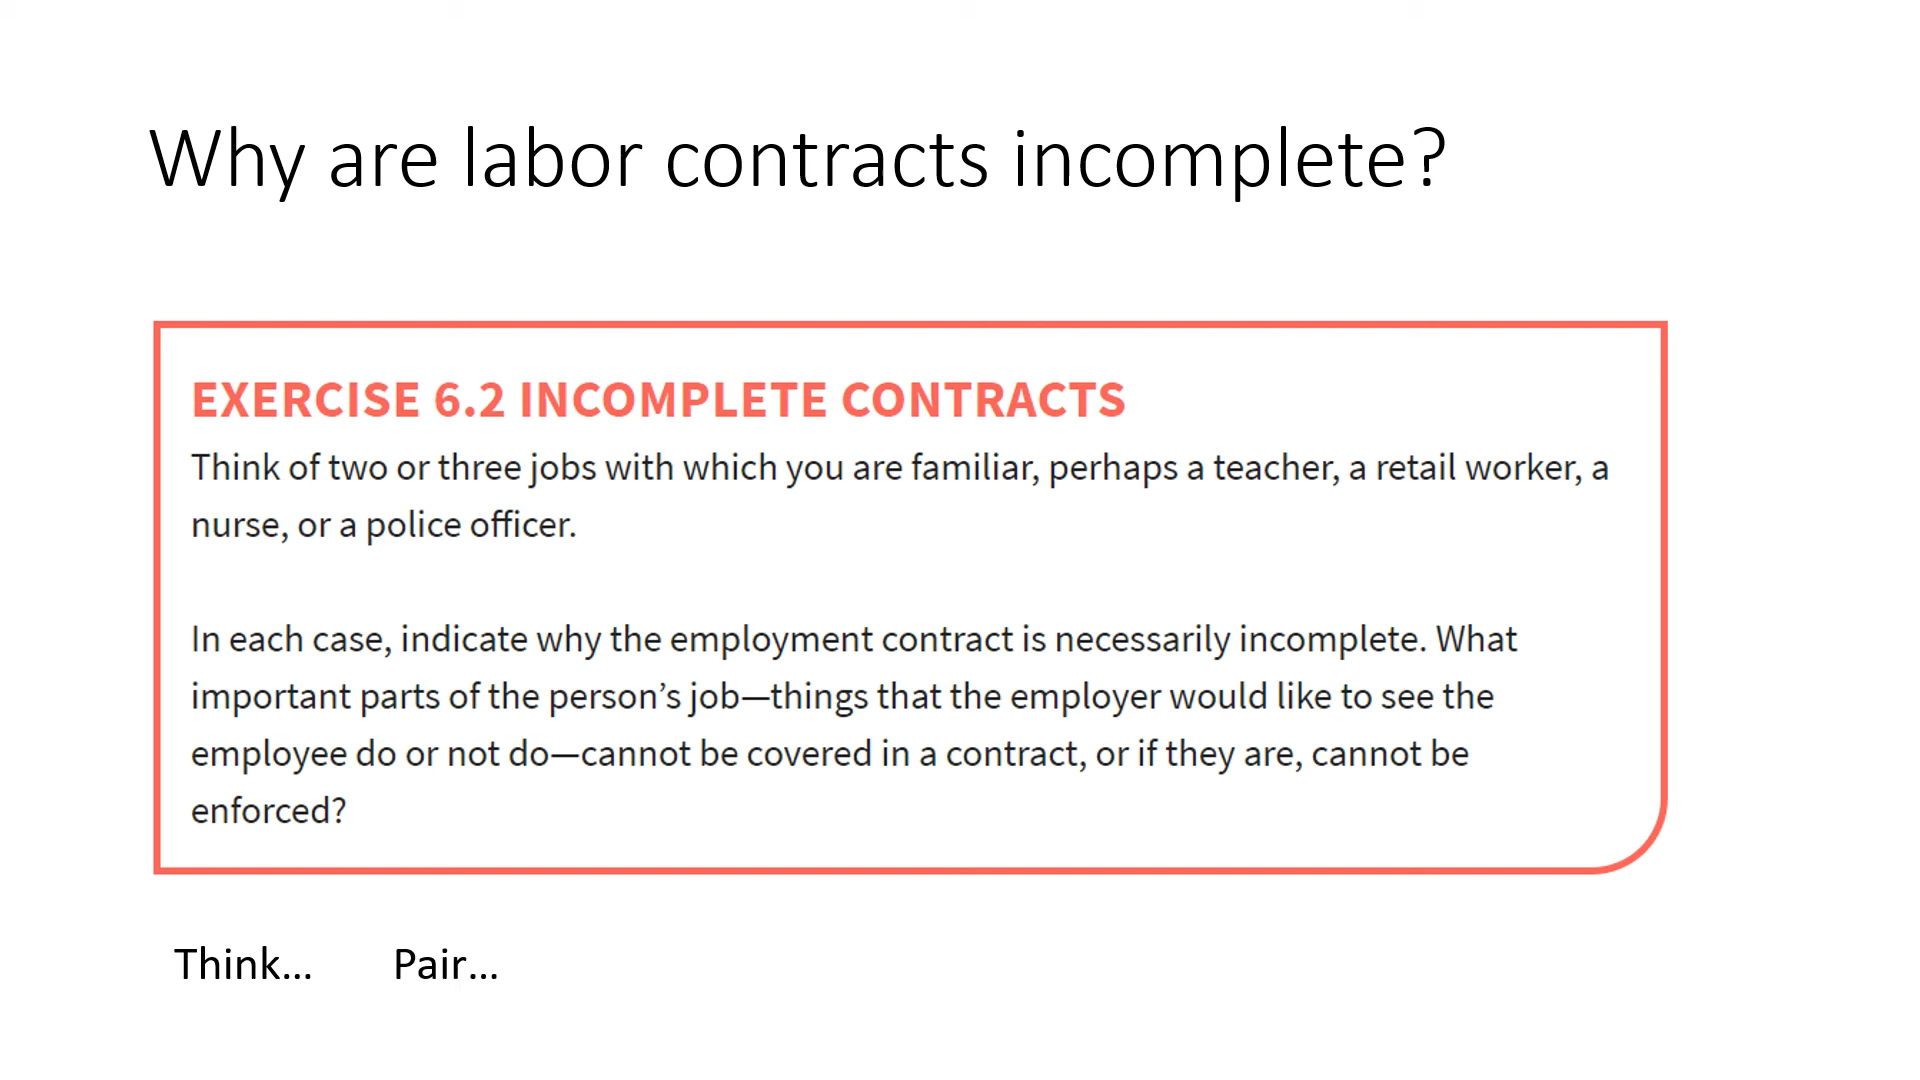 Why are labor contracts incomplete?
EXERCISE 6.2 INCOMPLETE CONTRACTS
Think of two or three jobs with which you are familiar, perhaps a teacher, a retail worker, a
nurse, or a police officer.
In each case, indicate why the employment contract is necessarily incomplete. What
important parts of the person’s job—things that the employer would like to see the
employee do or not do—cannot be covered in a contract, or if they are, cannot be
enforced?
Think... Pair...